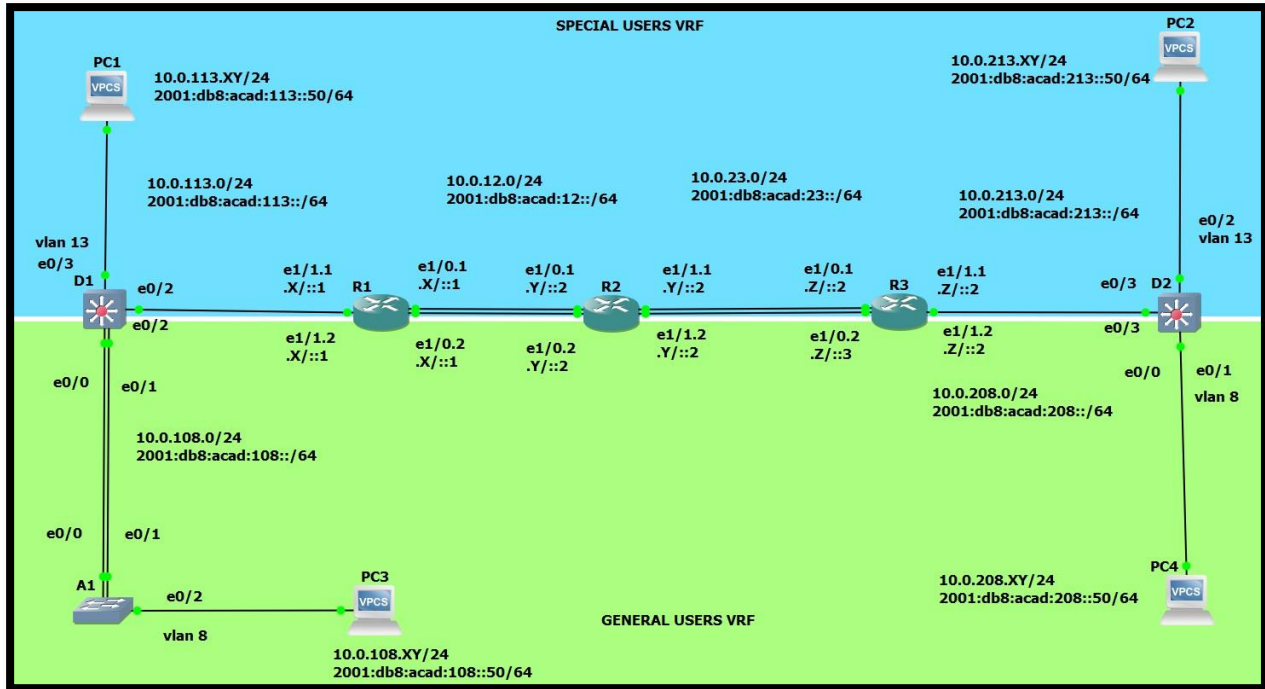 SPECIAL USERS VRF
PC2
VPCS
10.0.213.XY/24
2001:db8:acad:213::50/64
PC1
VPCS
10.0.113.XY/24
2001:db8:acad:113::50/64
10.0.113.0/24
2001:db8:acad:113::/64
10.0.12.0/24
2001:db8:acad:12::/64
10.0.23.0/24
2001:db8:acad:23::/64
10.0.213.0/24
2001:db8:acad:213::/64
e0/2
vlan 13
vlan 13
e0/3
D1
e0/2
e0/2
e1/1.1
.X/::1
R1
e1/0.1
.X/::1
e1/0.1
.Y/::2
R2
e1/1.1
.Y/::2
e1/0.1
.Z/::2
R3
e1/1.1
.Z/::2
e0/3
D2
e0/3
e1/1.2
.X/::1
e1/0.2
.X/::1
e1/0.2
.Y/::2
e1/1.2
.Y/::2
e1/0.2
.Z/::3
e1/1.2
.Z/::2
e0/0
e0/1
e0/0
e0/1
vlan 8
10.0.208.0/24
2001:db8:acad:208::/64
10.0.108.0/24
2001:db8:acad:108::/64
e0/0
e0/1
A1
e0/2
vlan 8
PC3
VPCS
10.0.108.XY/24
2001:db8:acad:108::50/64
GENERAL USERS VRF
PC4
VPCS
10.0.208.XY/24
2001:db8:acad:208::50/64